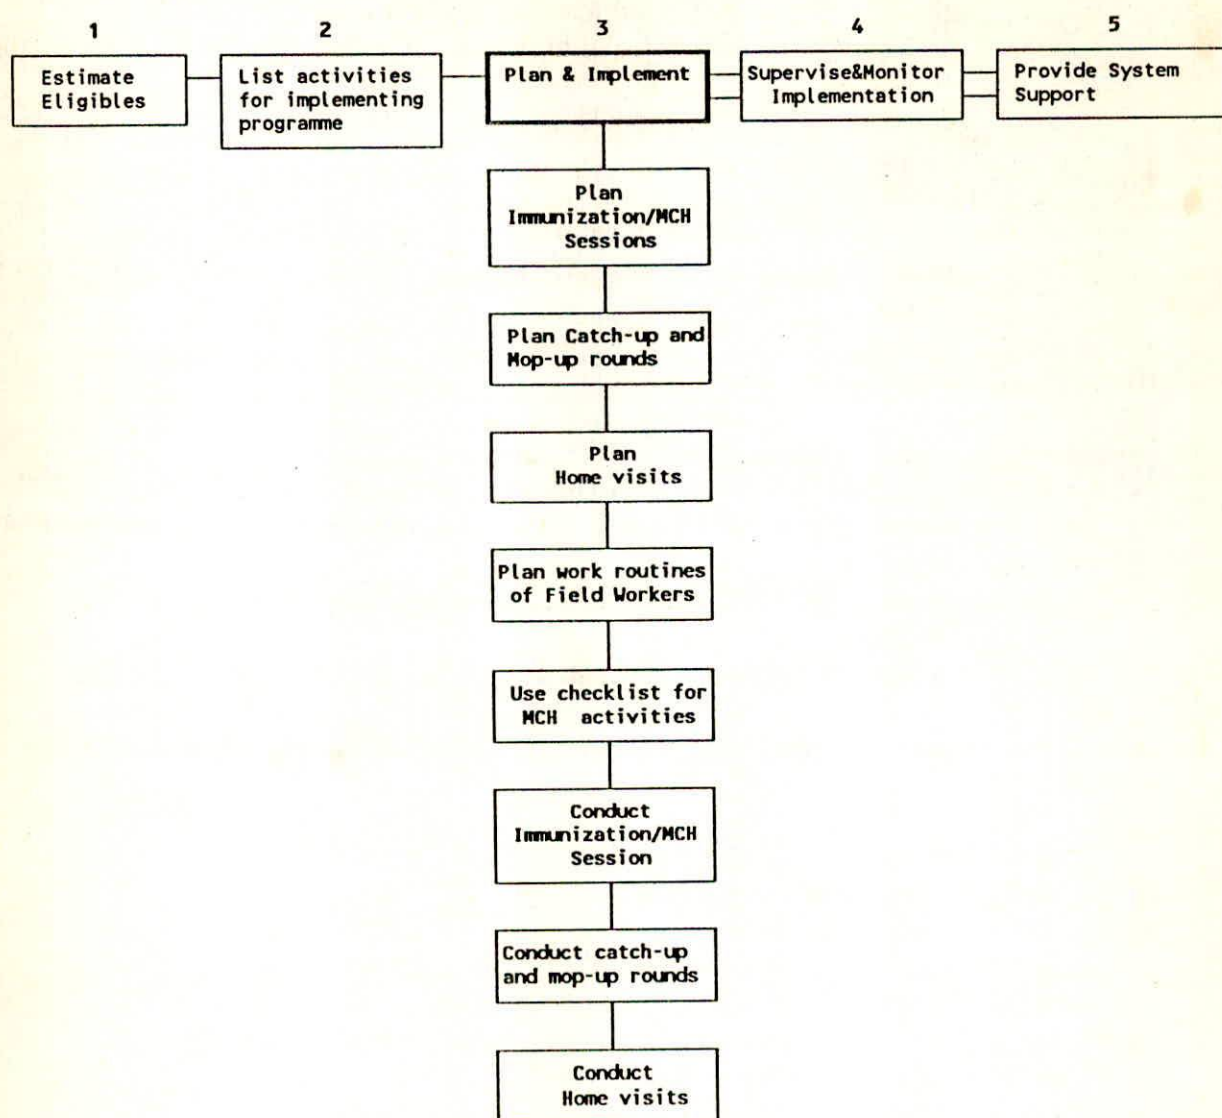 1 2 3 4 5
Estimate
Eligibles
List activities
for implementing
programme
Plan & Implement
Supervise&Monitor
Implementation
Provide System
Support
Plan
Immunization/MCH
Sessions
Plan Catch-up and
Mop-up rounds
Plan
Home visits
Plan work routines
of Field Workers
Use checklist for
MCH activities
Conduct
Immunization/MCH
Session
Conduct catch-up
and mop-up rounds
Conduct
Home visits